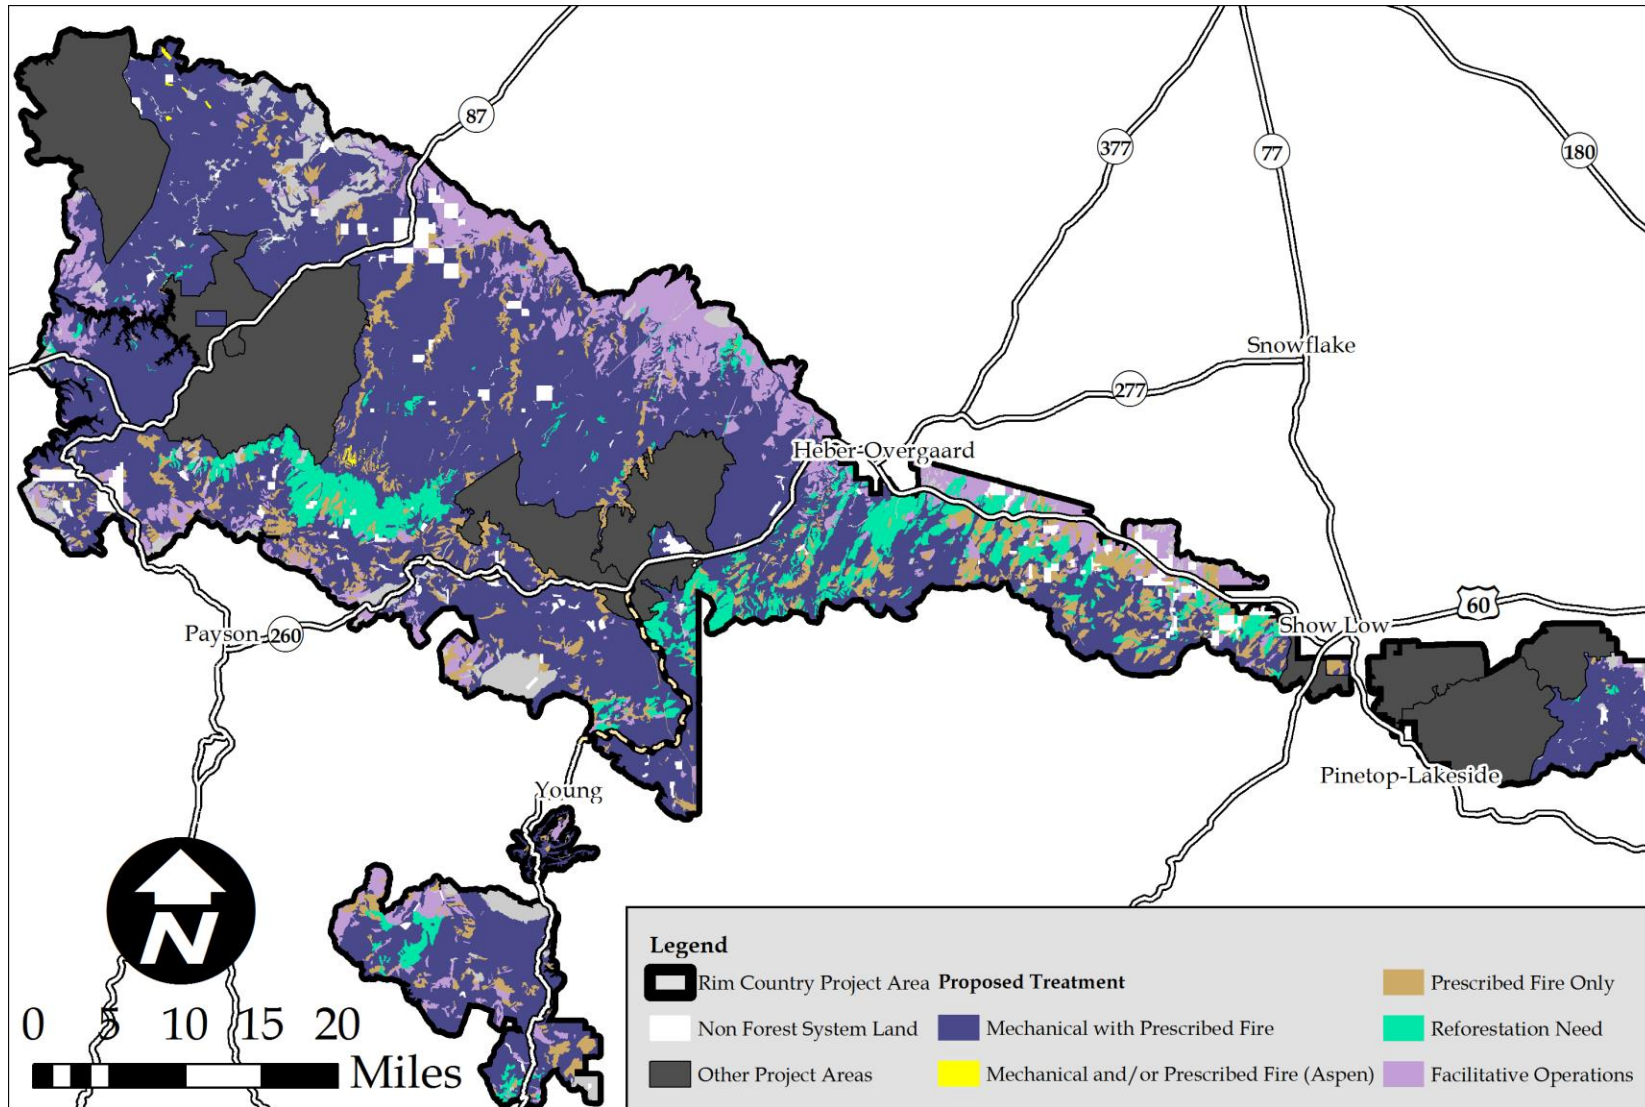 87
377
77
180
Snowflake
277
Heber-Overgaard
60
Show Low
Payson
260
Pinetop-Lakeside
Young
N
0 5 10 15 20
Miles
Legend
Rim Country Project Area
Non Forest System Land
Other Project Areas
Proposed Treatment
Mechanical with Prescribed Fire
Mechanical and/or Prescribed Fire (Aspen)
Prescribed Fire Only
Reforestation Need
Facilitative Operations